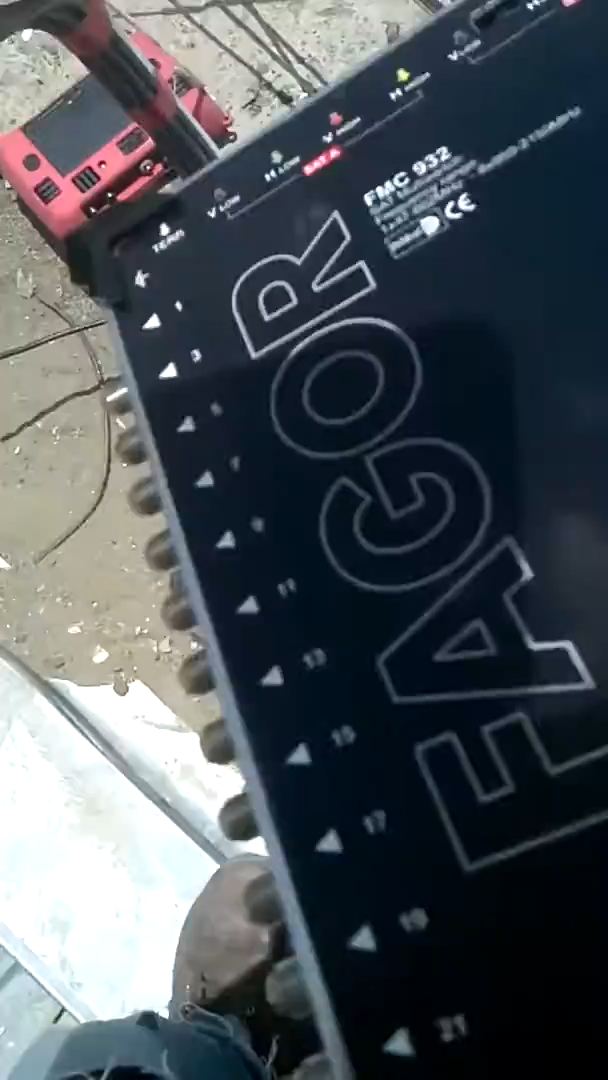 TERR.
V LOW
H LOW
V HIGH
H HIGH
V LOW
SAT A
FMC 932
CE
FAGOR
1
3
5
7
9
11
13
15
17
19
21